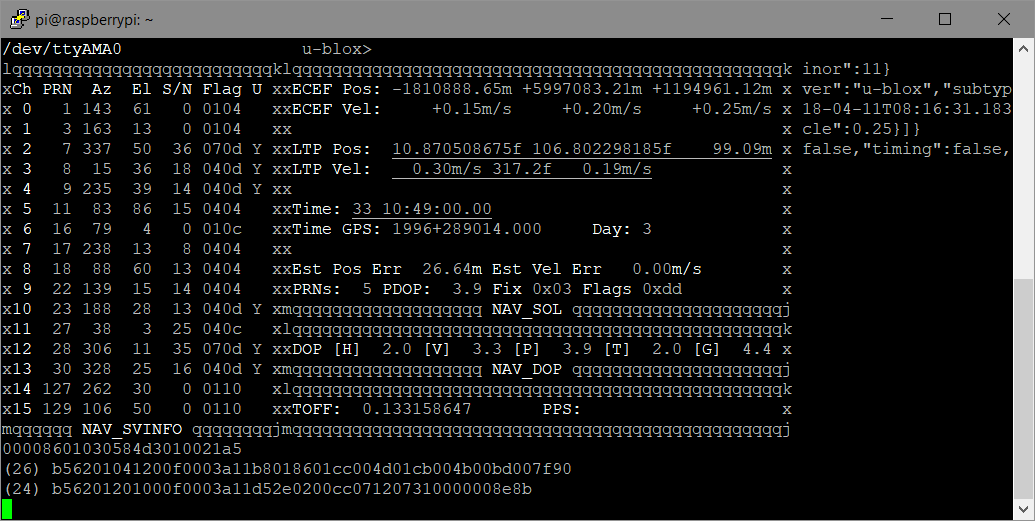 pi@raspberrypi: ~
/dev/ttyAMA0                  u-blox>
lqqqqqqqqqqqqqqqqqqqqqqqqqklqqqqqqqqqqqqqqqqqqqqqqqqqqqqqqqqqqqqqqqqqqqqqqqqqqqqqk inor":11}
xCh PRN  Az  El S/N Flag U xxECEF Pos: -1810888.65m +5997083.21m +1194961.12m x ver":"u-blox","subtyp
x 0   1 143  61   0 0104   xxECEF Vel:     +0.15m/s     +0.20m/s     +0.25m/s x 18-04-11T08:16:31.183
x 1   3 163  13   0 0104   xx                                                 x cle":0.25}]}
x 2   7 337  50  36 070d Y xxLTP Pos:  10.870508675f 106.802298185f    99.09m x false,"timing":false,
x 3   8  15  36  18 040d Y xxLTP Vel:    0.30m/s 317.2f   0.19m/s             x
x 4   9 235  39  14 040d Y xx                                                 x
x 5  11  83  86  15 0404   xxTime: 33 10:49:00.00                             x
x 6  16  79   4   0 010c   xxTime GPS: 1996+289014.000     Day: 3             x
x 7  17 238  13   8 0404   xx                                                 x
x 8  18  88  60  13 0404   xxEst Pos Err  26.64m Est Vel Err   0.00m/s        x
x 9  22 139  15  14 0404   xxPRNs:  5 PDOP:  3.9 Fix 0x03 Flags 0xdd          x
x10  23 188  28  13 040d Y xmqqqqqqqqqqqqqqqqqqq NAV_SOL qqqqqqqqqqqqqqqqqqqqqj
x11  27  38   3  25 040c   xlqqqqqqqqqqqqqqqqqqqqqqqqqqqqqqqqqqqqqqqqqqqqqqqqqk
x12  28 306  11  35 070d Y xxDOP [H]  2.0 [V]  3.3 [P]  3.9 [T]  2.0 [G]  4.4 x
x13  30 328  25  16 040d Y xmqqqqqqqqqqqqqqqqqqq NAV_DOP qqqqqqqqqqqqqqqqqqqqqj
x14 127 262  30   0 0110   xlqqqqqqqqqqqqqqqqqqqqqqqqqqqqqqqqqqqqqqqqqqqqqqqqqk
x15 129 106  50   0 0110   xxTOFF:  0.133158647       PPS:                    x
mqqqqqq NAV_SVINFO qqqqqqqqjmqqqqqqqqqqqqqqqqqqqqqqqqqqqqqqqqqqqqqqqqqqqqqqqqqj
00008601030584d3010021a5
(26) b56201041200f0003a11b8018601cc004d01cb004b00bd007f90
(24) b56201201000f0003a11d52e0200cc071207310000008e8b